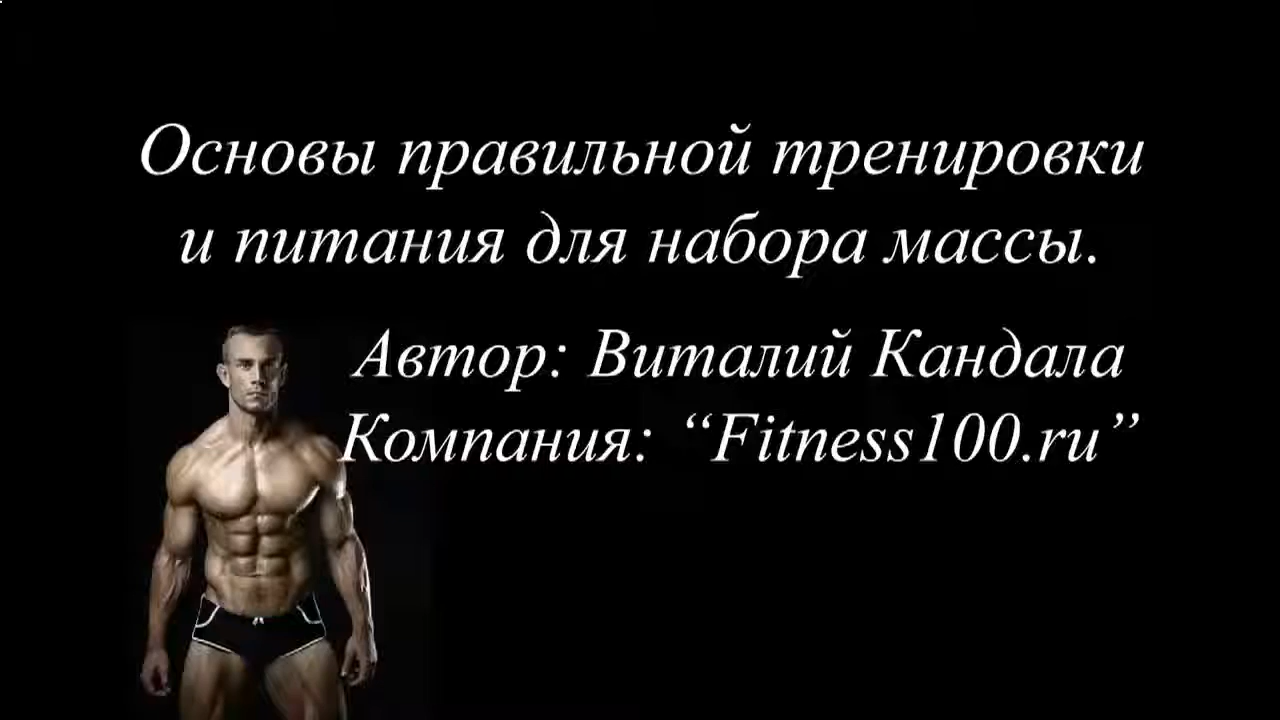 Основы правильной тренировки
и питания для набора массы.
Автор: Виталий Кандала
Компания: “Fitness100.ru”